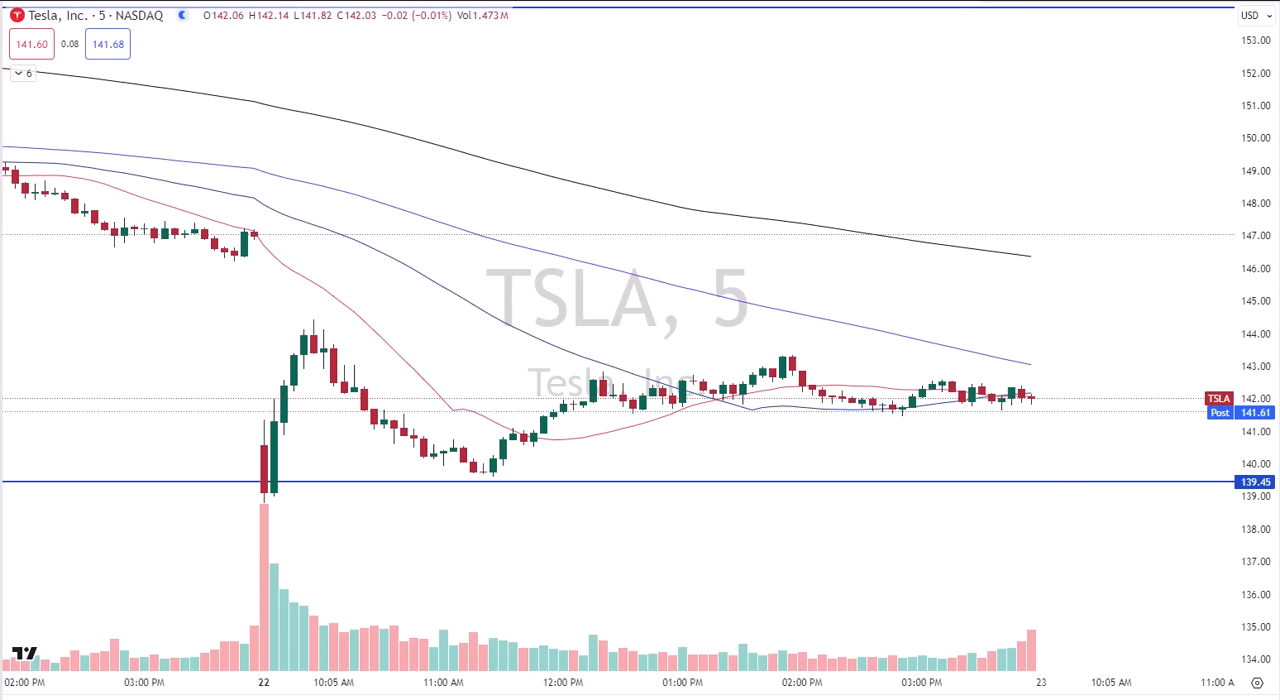 Tesla, Inc. · 5 · NASDAQ O142.06 H142.14 L141.82 C142.03 −0.02 (−0.01%) Vol1.473M
USD
141.60 0.08 141.68
6
TSLA, 5
Tesla, Inc.
153.00
152.00
151.00
150.00
149.00
148.00
147.00
146.00
145.00
144.00
143.00
TSLA 142.00
Post 141.61
141.00
140.00
139.45
139.00
138.00
137.00
136.00
135.00
134.00
02:00 PM 03:00 PM 22 10:05 AM 11:00 AM 12:00 PM 01:00 PM 02:00 PM 03:00 PM 23 10:05 AM 11:00 A